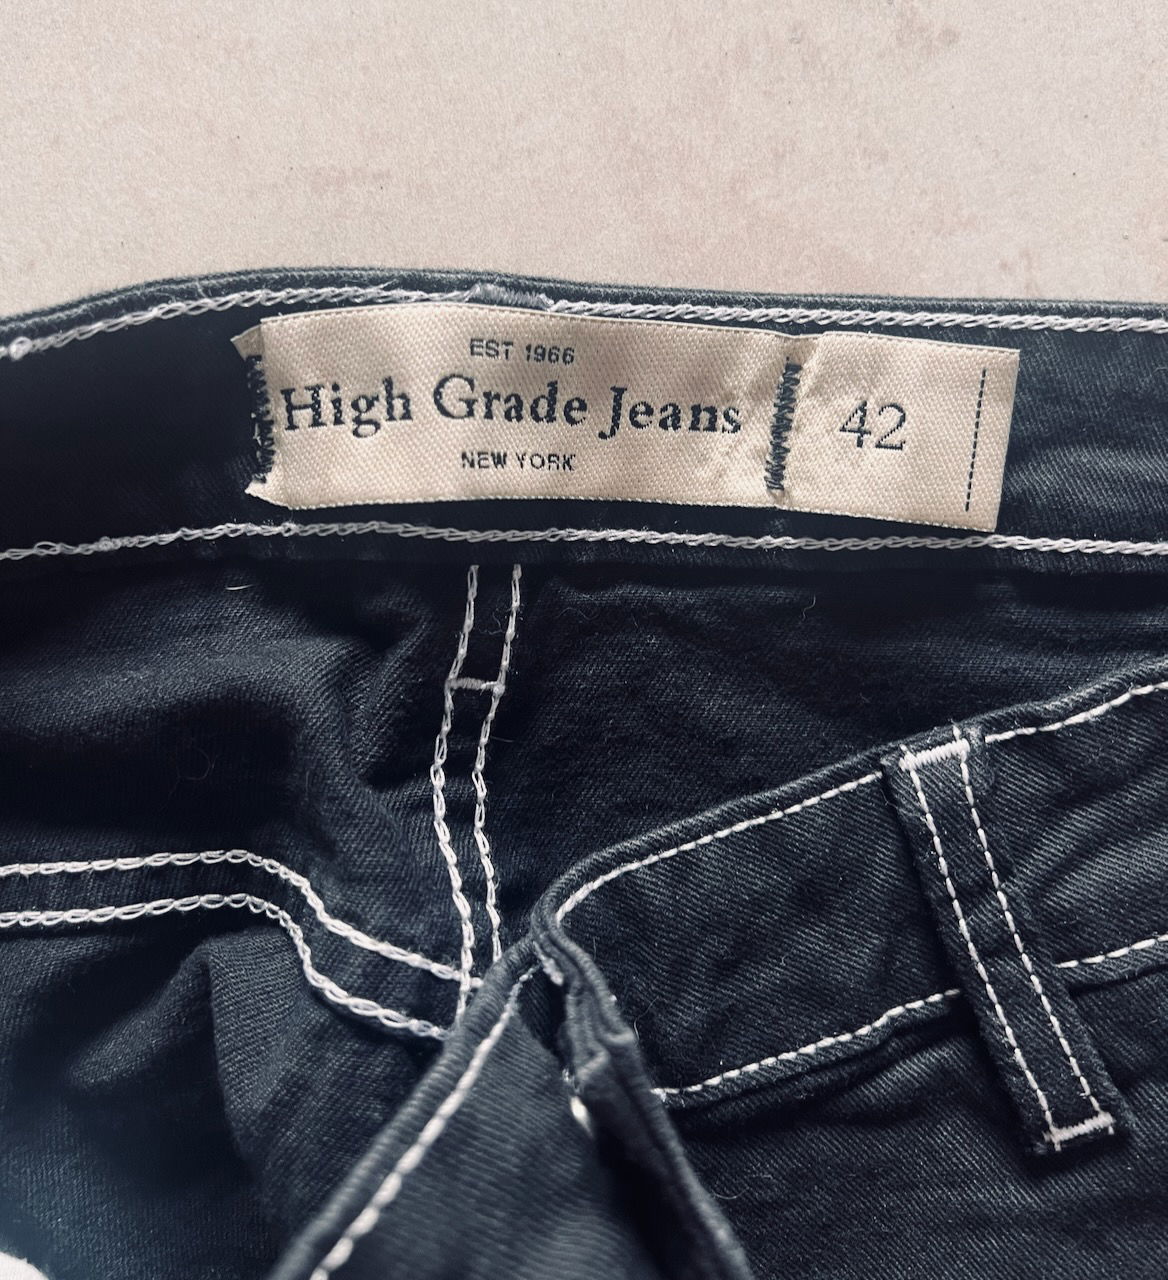 EST 1966
High Grade Jeans
NEW YORK
42